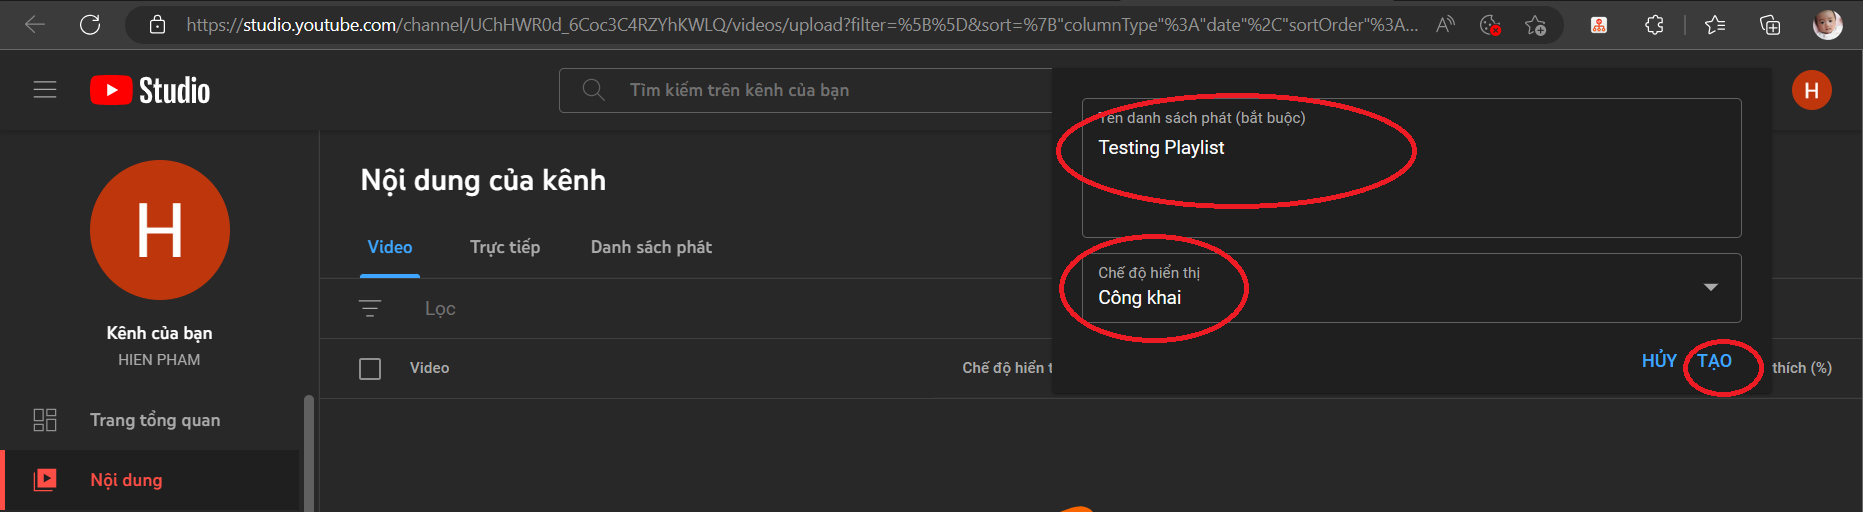 https://studio.youtube.com/channel/UChHWR0d_6Coc3C4RZYhKWLQ/videos/upload?filter=%5B%5D&sort=%7B"columnType"%3A"date"%2C"sortOrder"%3A...
Studio
Tìm kiếm trên kênh của bạn
H
Tên danh sách phát (bắt buộc)
Testing Playlist
Chế độ hiển thị
Công khai
HỦY TẠO
H
Kênh của bạn
HIEN PHAM
Trang tổng quan
Nội dung
Nội dung của kênh
Video Trực tiếp Danh sách phát
Lọc
Video Chế độ hiển t thích (%)